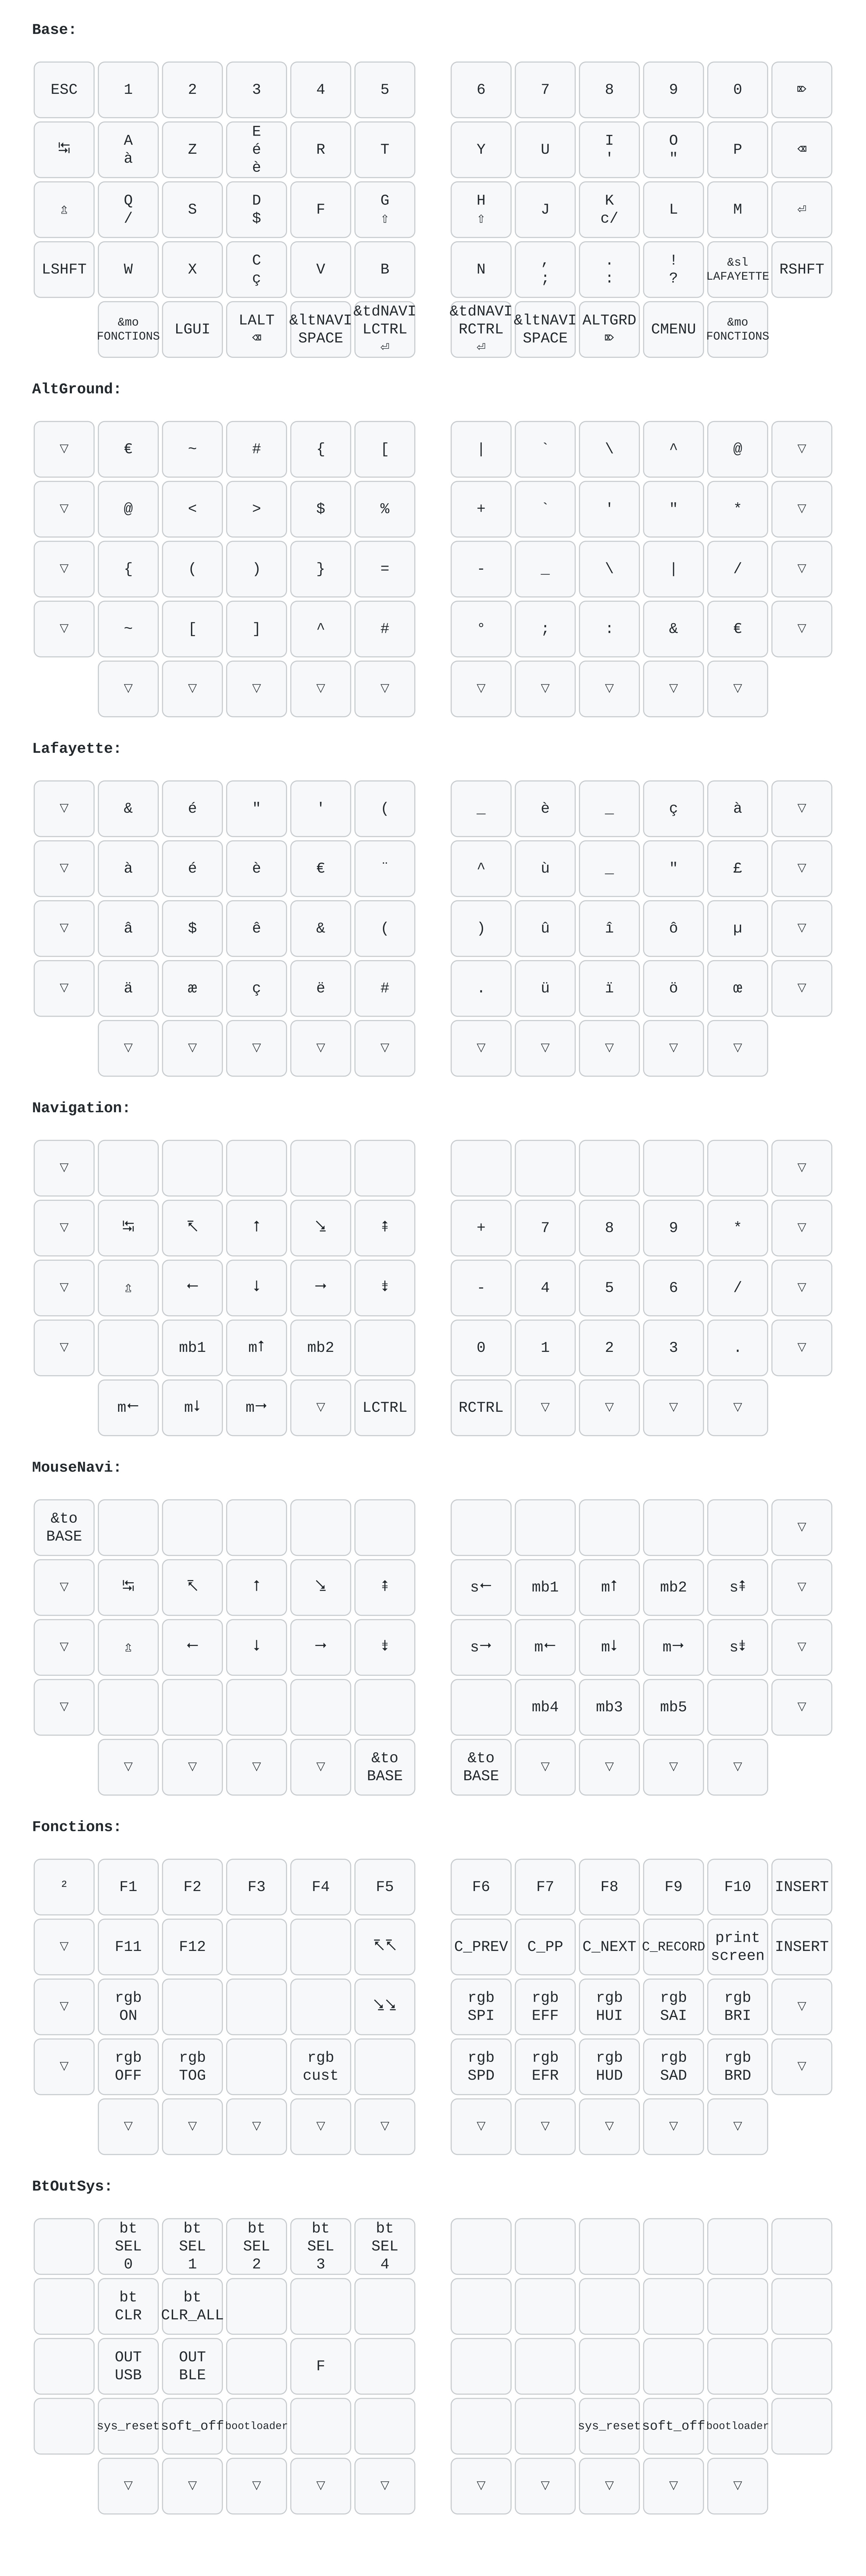 Base:
ESC 1 2 3 4 5 6 7 8 9 0 ⌦
↹ A à Z E é è R T Y U I ' O " P ⌫
⇫ Q / S D $ F G ⇧ H ⇧ J K c/ L M ⏎
LSHFT W X C ç V B N , ; . : ! ? &sl LAFAYETTE RSHFT
&mo FONCTIONS LGUI LALT ⌫ &ltNAVI SPACE &tdNAVI LCTRL ⏎ &tdNAVI RCTRL ⏎ &ltNAVI SPACE ALTGRD ⌦ CMENU &mo FONCTIONS
AltGround:
▽ € ~ # { [ | ` \ ^ @ ▽
▽ @ < > $ % + ` ' " * ▽
▽ { ( ) } = - _ \ | / ▽
▽ ~ [ ] ^ # ° ; : & € ▽
▽ ▽ ▽ ▽ ▽ ▽ ▽ ▽ ▽ ▽
Lafayette:
▽ & é " ' ( _ è _ ç à ▽
▽ à é è € ¨ ^ ù _ " £ ▽
▽ â $ ê & ( ) û î ô µ ▽
▽ ä æ ç ë # . ü ï ö œ ▽
▽ ▽ ▽ ▽ ▽ ▽ ▽ ▽ ▽ ▽
Navigation:
▽ ▽
▽ ↹ ⭶ ↑ ⭸ ⇞ + 7 8 9 * ▽
▽ ⇫ ← ↓ → ⇟ - 4 5 6 / ▽
▽ mb1 m↑ mb2 0 1 2 3 . ▽
m← m↓ m→ ▽ LCTRL RCTRL ▽ ▽ ▽ ▽
MouseNavi:
&to BASE ▽
▽ ↹ ⭶ ↑ ⭸ ⇞ s← mb1 m↑ mb2 s⇞ ▽
▽ ⇫ ← ↓ → ⇟ s→ m← m↓ m→ s⇟ ▽
▽ mb4 mb3 mb5 ▽
▽ ▽ ▽ ▽ &to BASE &to BASE ▽ ▽ ▽ ▽
Fonctions:
² F1 F2 F3 F4 F5 F6 F7 F8 F9 F10 INSERT
▽ F11 F12 ⭶⭶ C_PREV C_PP C_NEXT C_RECORD print screen INSERT
▽ rgb ON ⭸⭸ rgb SPI rgb EFF rgb HUI rgb SAI rgb BRI ▽
▽ rgb OFF rgb TOG rgb cust rgb SPD rgb EFR rgb HUD rgb SAD rgb BRD ▽
▽ ▽ ▽ ▽ ▽ ▽ ▽ ▽ ▽ ▽
BtOutSys:
bt SEL 0 bt SEL 1 bt SEL 2 bt SEL 3 bt SEL 4
bt CLR bt CLR_ALL
OUT USB OUT BLE F
sys_reset soft_off bootloader sys_reset soft_off bootloader
▽ ▽ ▽ ▽ ▽ ▽ ▽ ▽ ▽ ▽